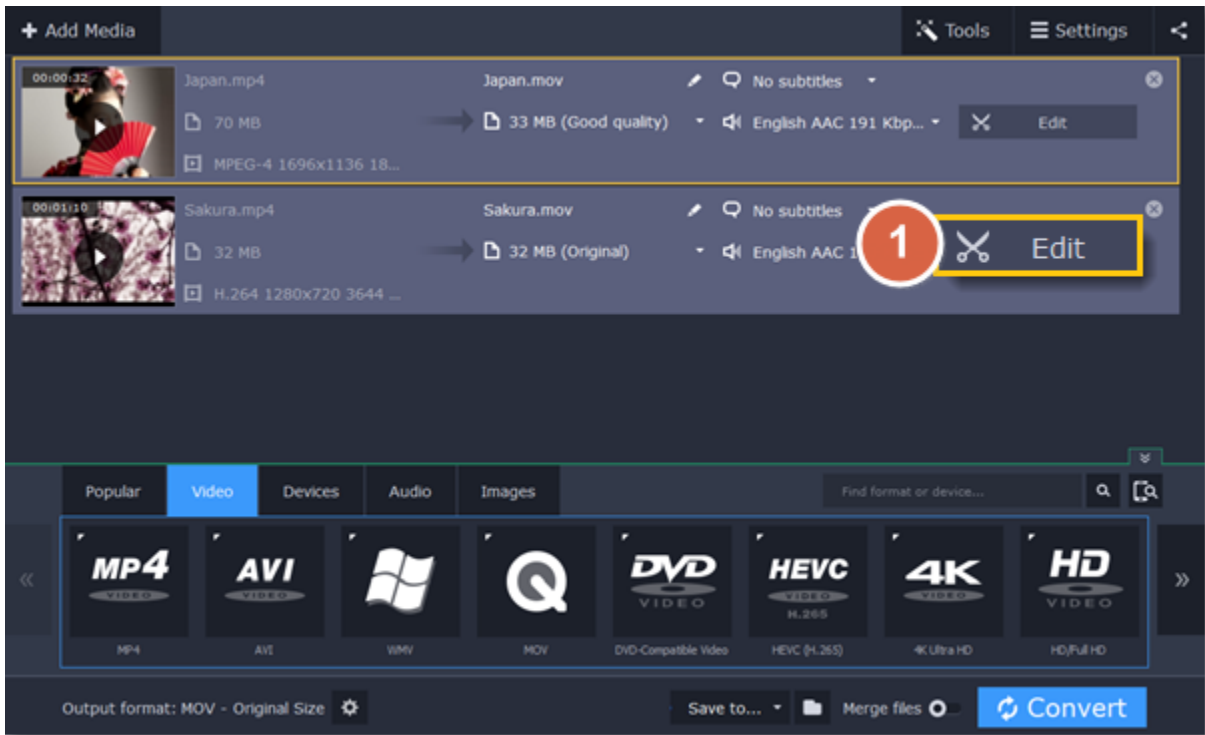 Add Media
Tools
Settings
00:00:32
Japan.mp4
Japan.mov
No subtitles
70 MB
33 MB (Good quality)
English AAC 191 Kbp...
Edit
MPEG-4 1696x1136 18...
00:01:10
Sakura.mp4
Sakura.mov
No subtitles
32 MB
32 MB (Original)
English AAC 1
1
Edit
H.264 1280x720 3644 ...
Popular
Video
Devices
Audio
Images
Find format or device...
MP4 VIDEO
AVI VIDEO
DVD VIDEO
HEVC VIDEO H.265
4K VIDEO
HD VIDEO
MP4
AVI
WMV
MOV
DVD-Compatible Video
HEVC (H.265)
4K Ultra HD
HD/Full HD
Output format: MOV - Original Size
Save to...
Merge files
Convert